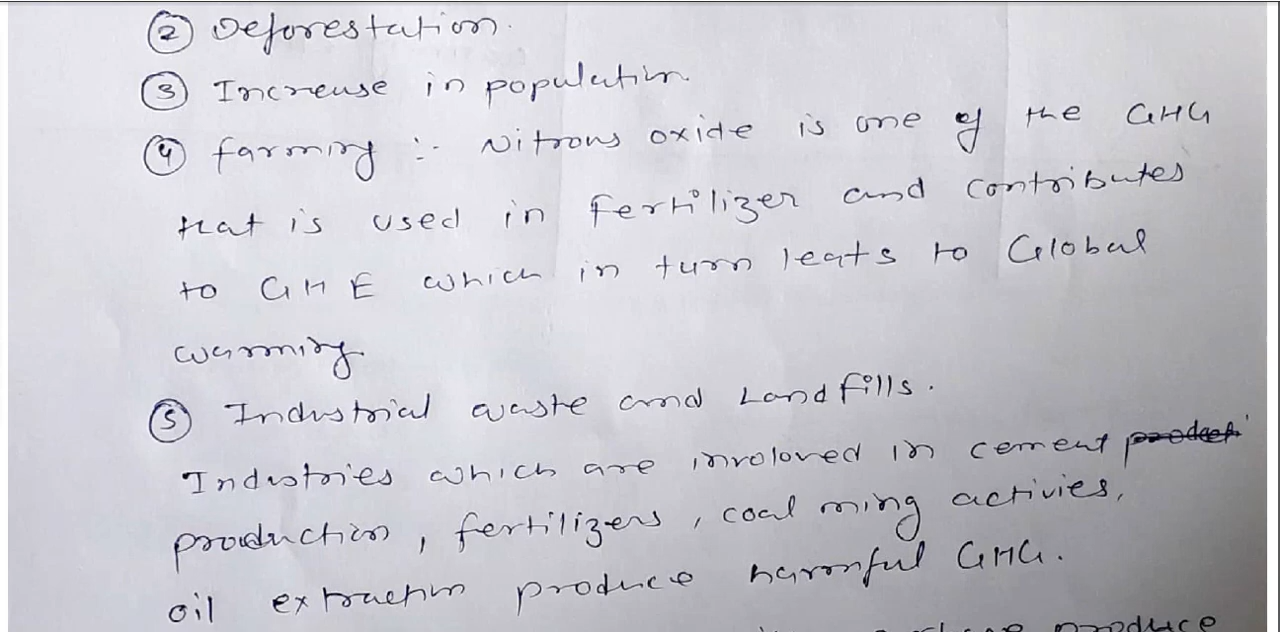 ② Deforestation.
③ Increase in population.
④ farming :- Nitrous oxide is one of the GHG
that is used in fertilizer and contributes
to GHE which in turn leats to Global
warming.
⑤ Industrial waste and Landfills.
Industries which are involoved in cement
production, fertilizers, coal ming activies,
oil extraction produce harmful GHG.
produce